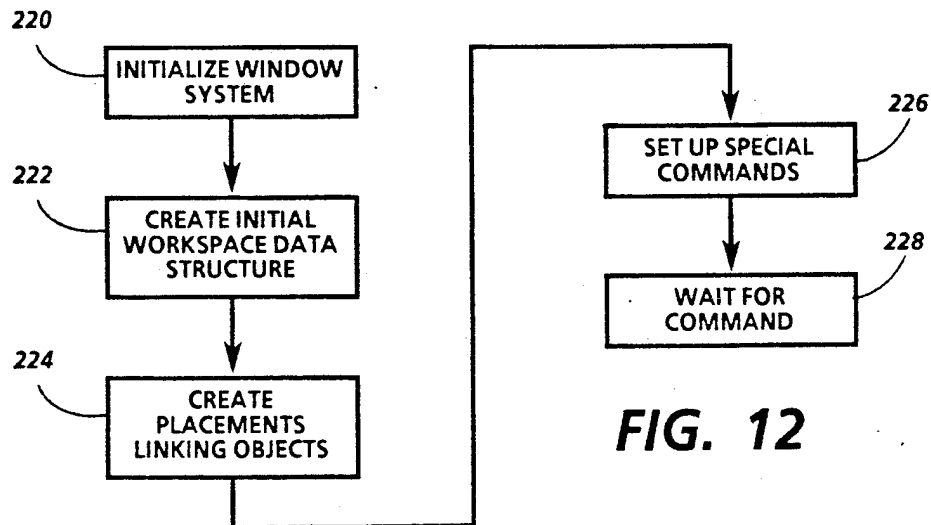 220
INITIALIZE WINDOW
SYSTEM
222
CREATE INITIAL
WORKSPACE DATA
STRUCTURE
224
CREATE
PLACEMENTS
LINKING OBJECTS
226
SET UP SPECIAL
COMMANDS
228
WAIT FOR
COMMAND
FIG. 12